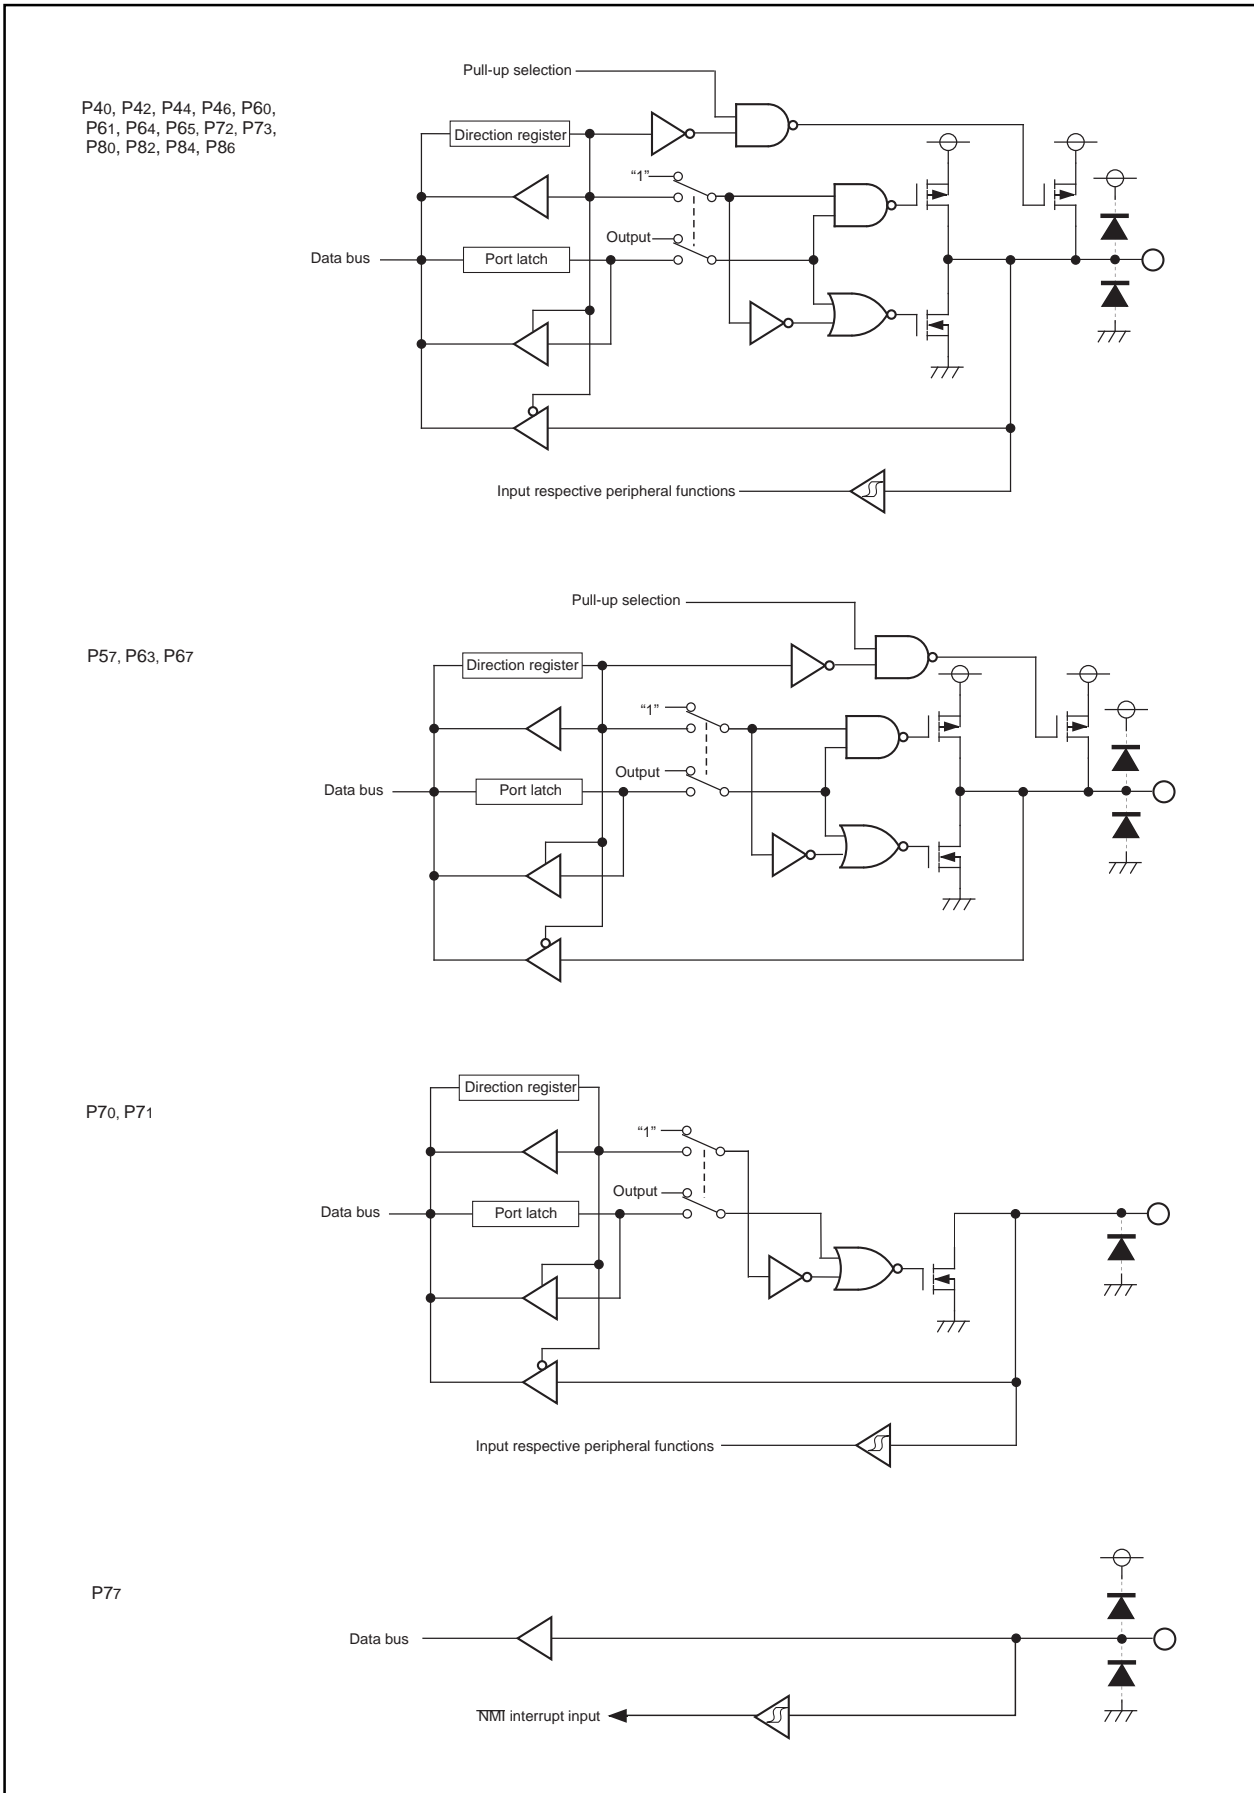 Pull-up selection
P40, P42, P44, P46, P60,
P61, P64, P65, P72, P73,
P80, P82, P84, P86
Direction register
“1”
Output
Data bus
Port latch
Input respective peripheral functions
Pull-up selection
P57, P63, P67
Direction register
“1”
Output
Data bus
Port latch
Direction register
P70, P71
“1”
Output
Data bus
Port latch
Input respective peripheral functions
P77
Data bus
NMI interrupt input